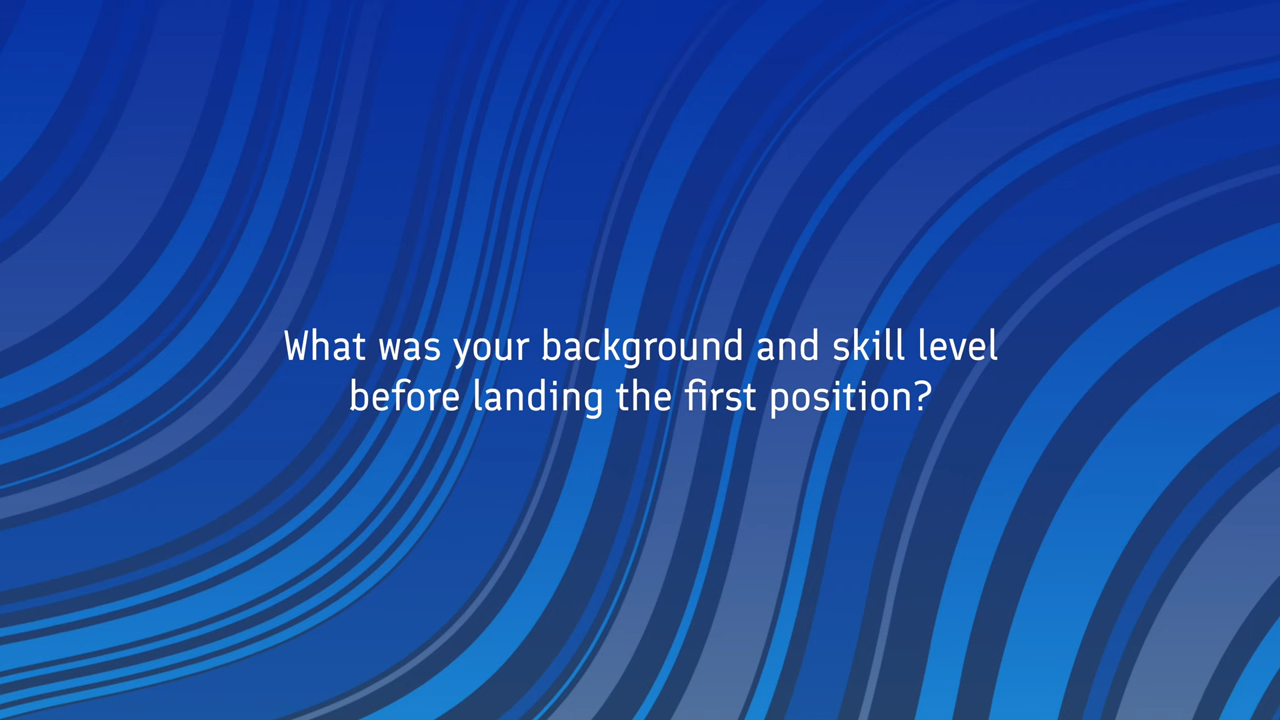 What was your background and skill level
before landing the first position?